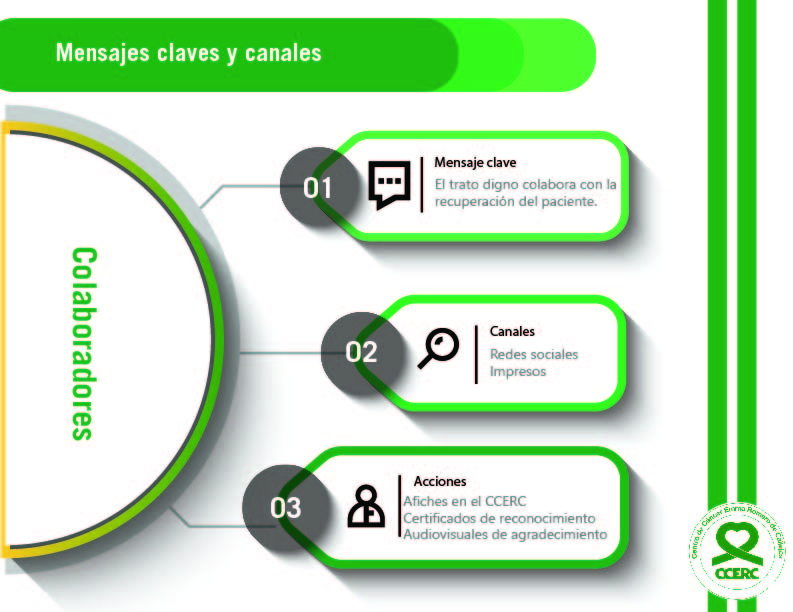 Mensajes claves y canales
Colaboradores
01
Mensaje clave
El trato digno colabora con la
recuperación del paciente.
02
Canales
Redes sociales
Impresos
03
Acciones
Afiches en el CCERC
Certificados de reconocimiento
Audiovisuales de agradecimiento
Centro de Cáncer Emma Romero de Callejas
CCERC